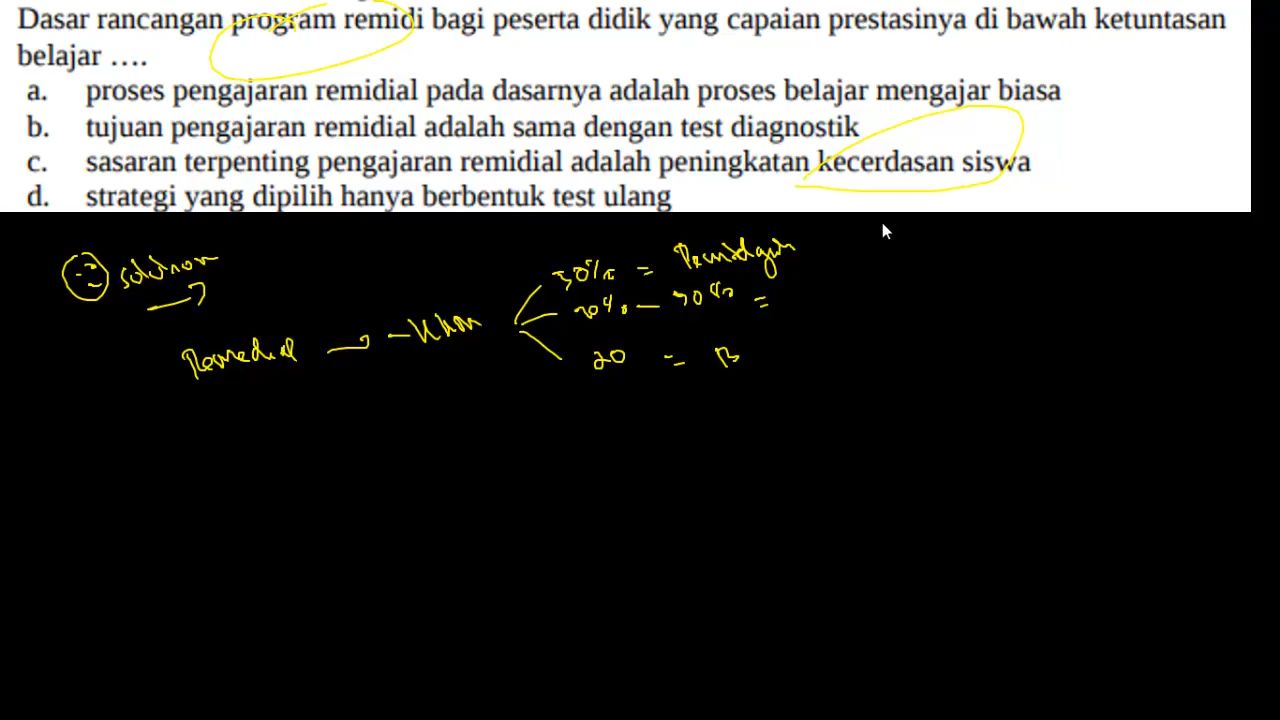 Dasar rancangan program remidi bagi peserta didik yang capaian prestasinya di bawah ketuntasan
belajar ....
a. proses pengajaran remidial pada dasarnya adalah proses belajar mengajar biasa
b. tujuan pengajaran remidial adalah sama dengan test diagnostik
c. sasaran terpenting pengajaran remidial adalah peningkatan kecerdasan siswa
d. strategi yang dipilih hanya berbentuk test ulang
solution
Remedial
20 = B